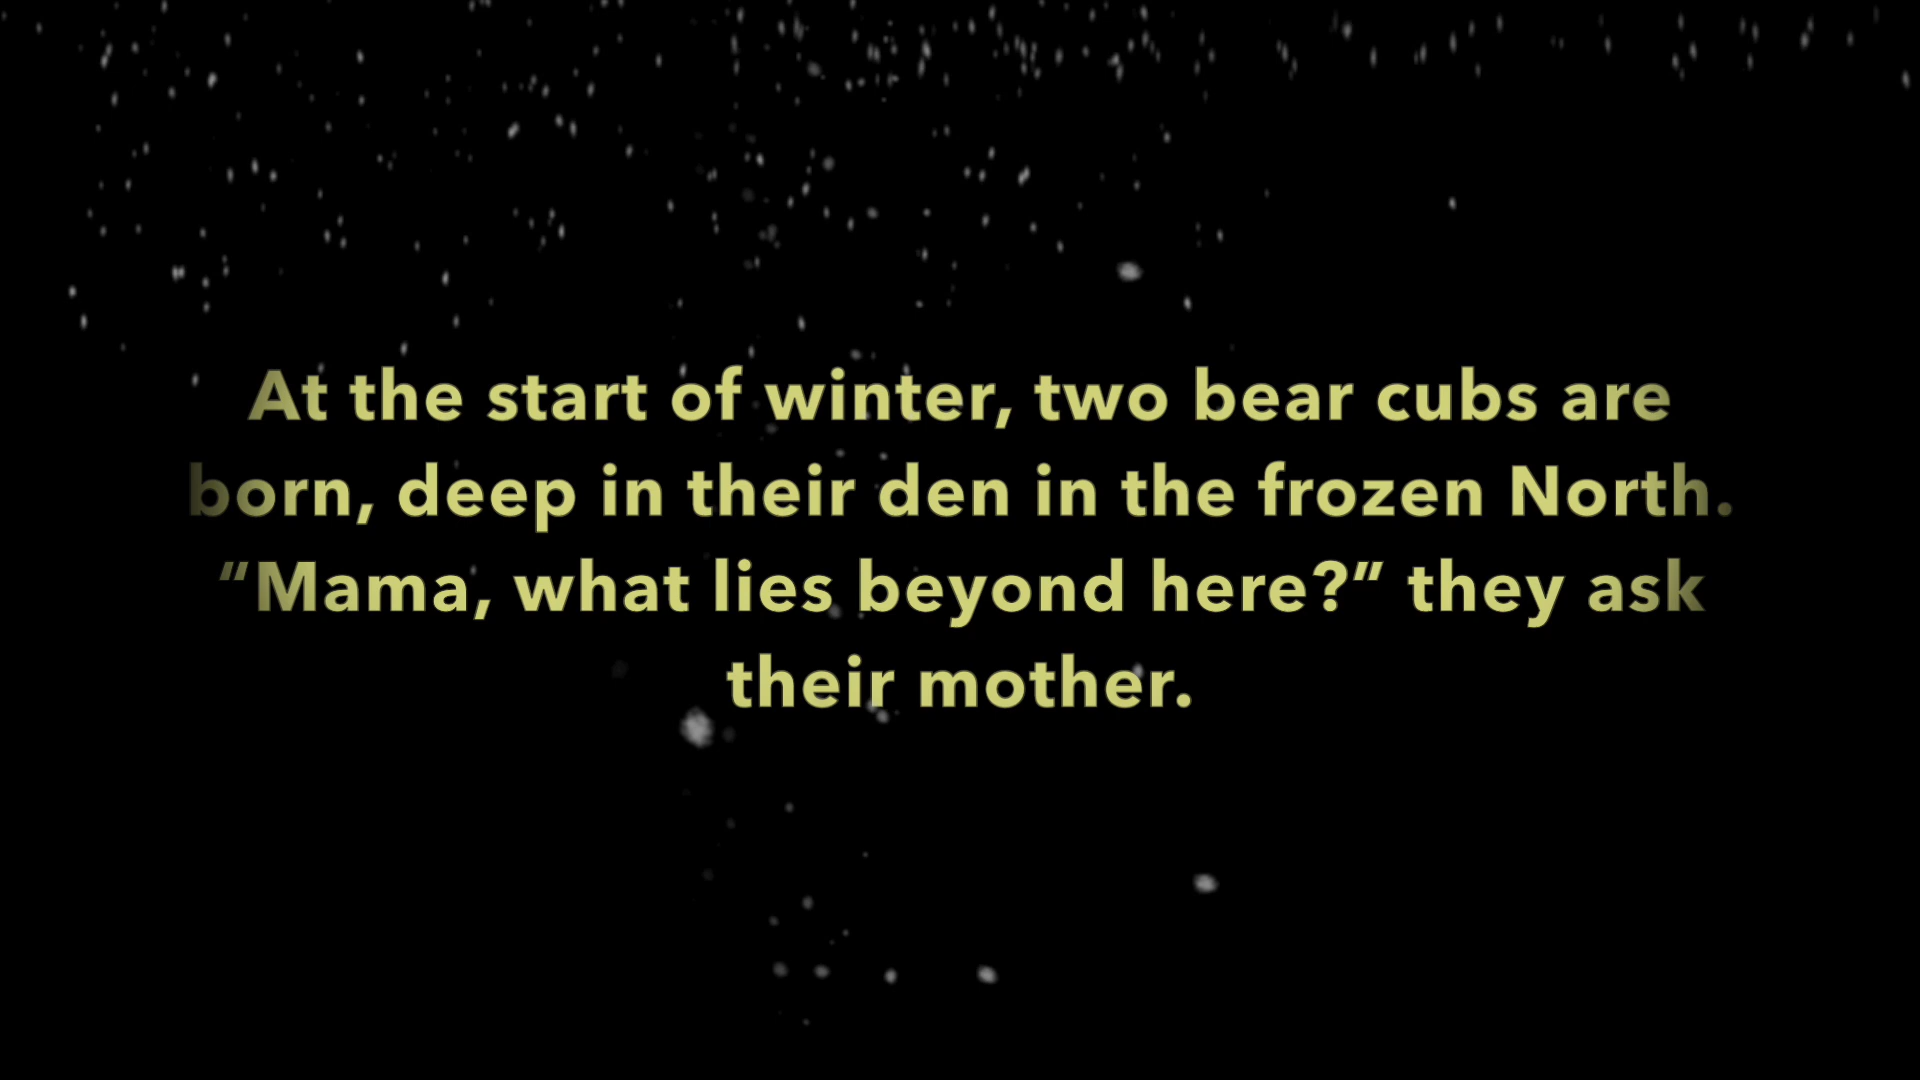 At the start of winter, two bear cubs are
born, deep in their den in the frozen North.
“Mama, what lies beyond here?” they ask
their mother.